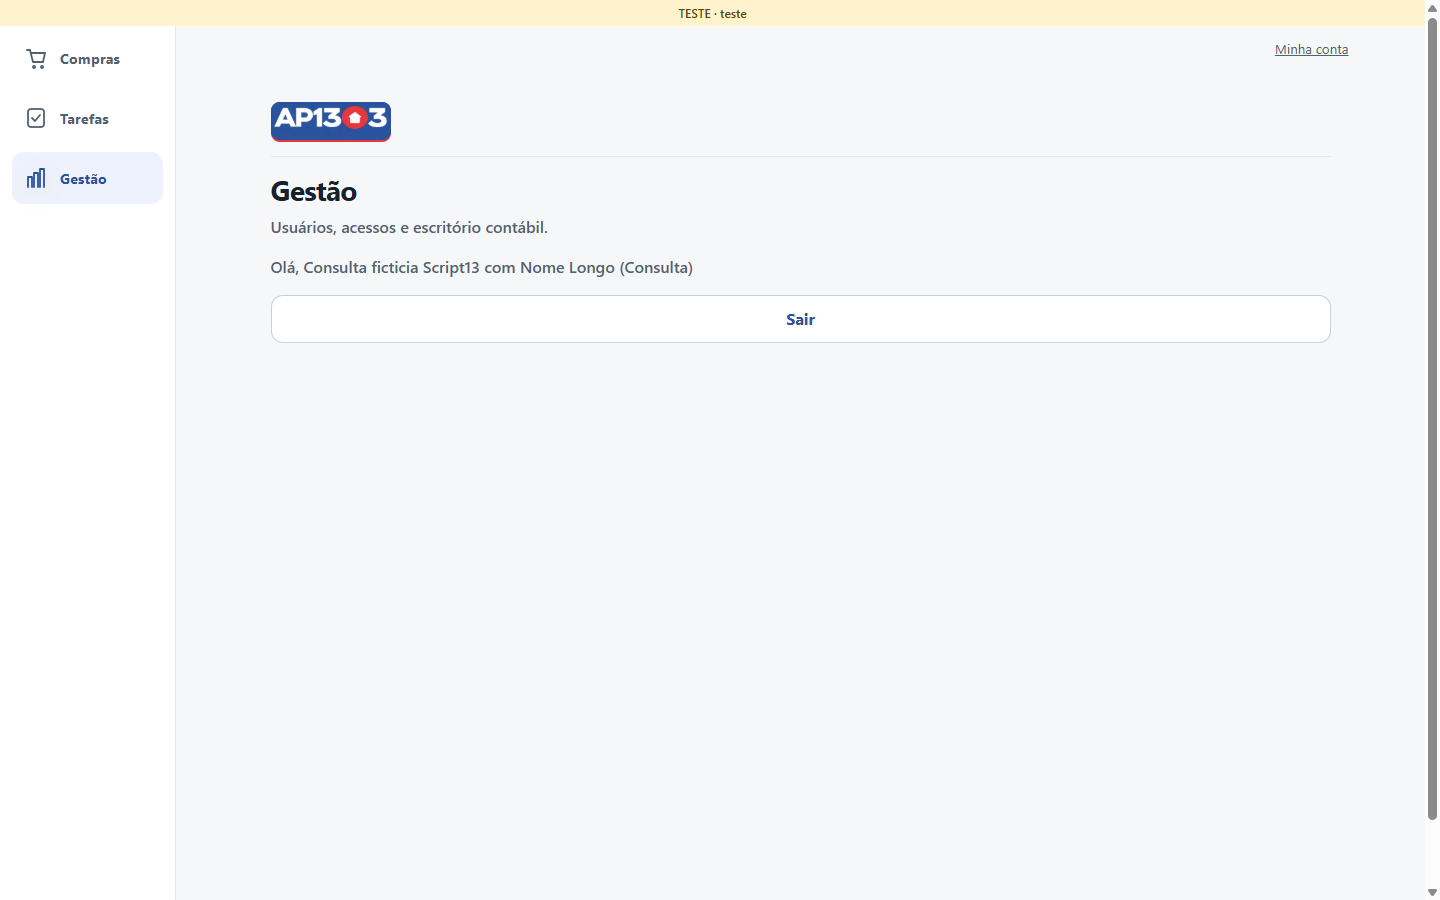 TESTE · teste
Compras
Tarefas
Gestão
Minha conta
AP1303
Gestão
Usuários, acessos e escritório contábil.
Olá, Consulta ficticia Script13 com Nome Longo (Consulta)
Sair